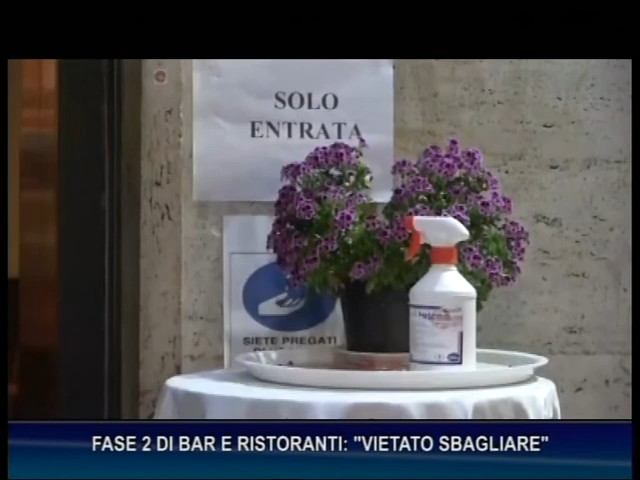 SOLO
ENTRATA
SIETE PREGATI
FASE 2 DI BAR E RISTORANTI: "VIETATO SBAGLIARE"